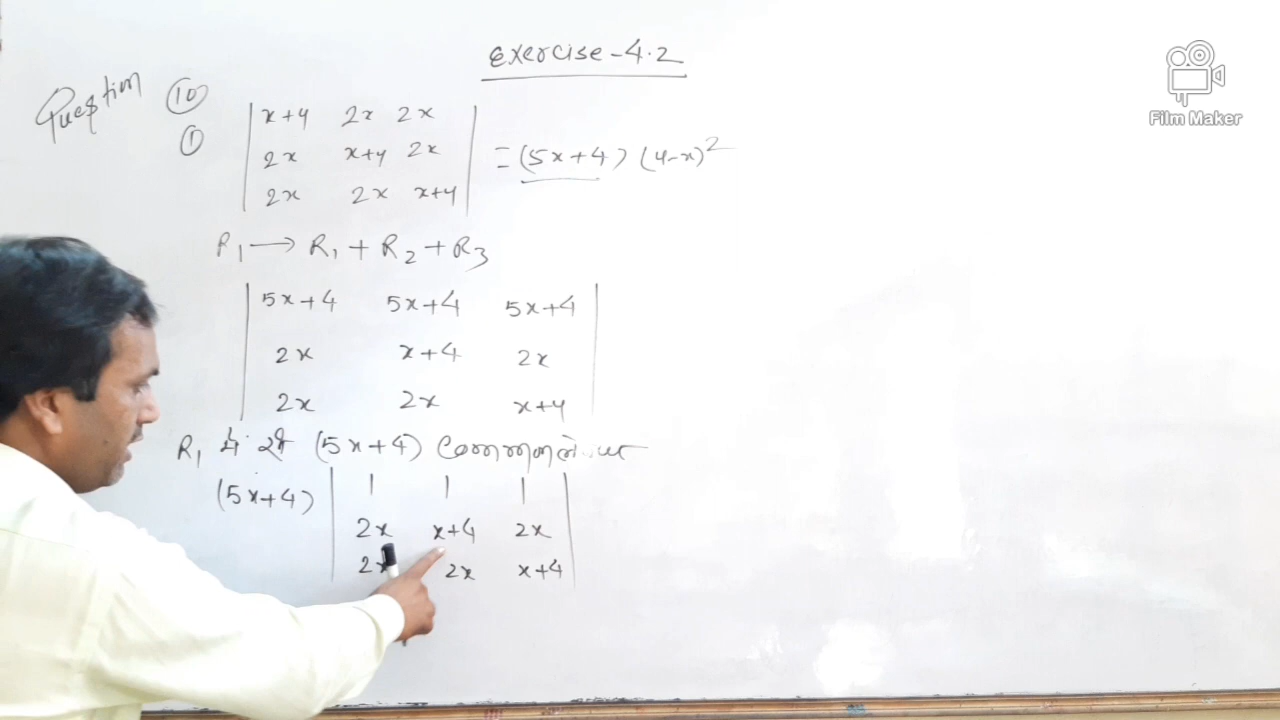 Exercise-4.2
Question 10
① | x+4 2x 2x |
| 2x x+4 2x | = (5x+4) (4-x)²
| 2x 2x x+4 |
R₁ → R₁ + R₂ + R₃
| 5x+4 5x+4 5x+4 |
| 2x x+4 2x |
| 2x 2x x+4 |
R₁ में से (5x+4) common लेने पर
(5x+4) | 1 1 1 |
| 2x x+4 2x |
| 2x 2x x+4 |
Film Maker